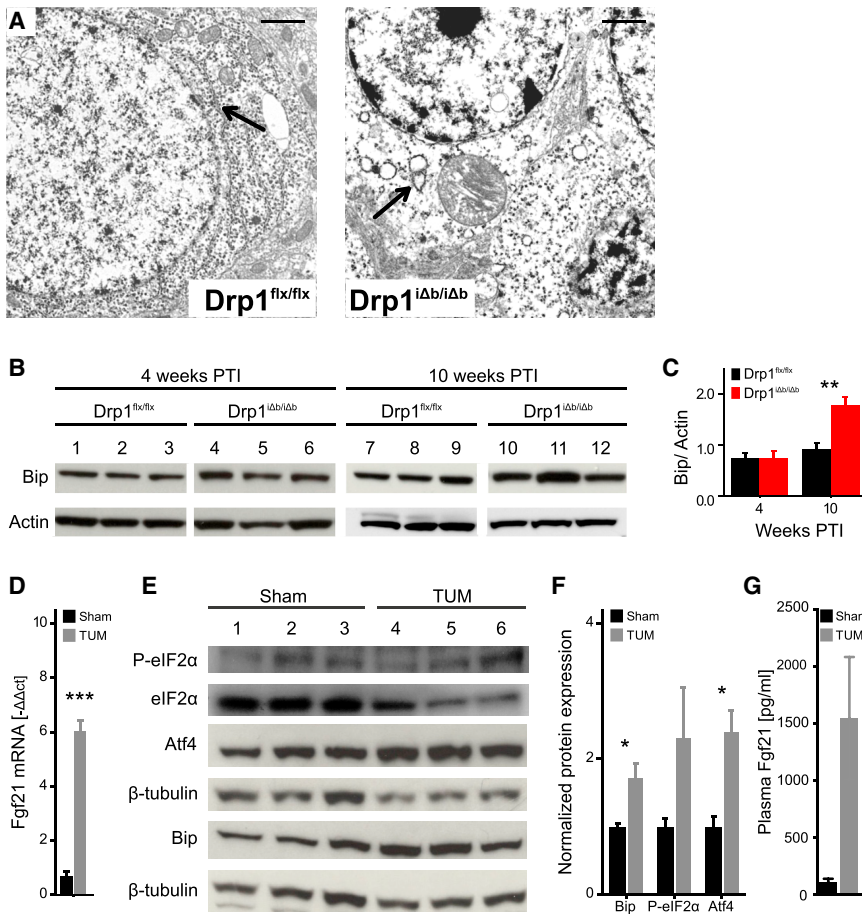 A
Drp1flx/flx
Drp1iΔb/iΔb
B
4 weeks PTI
10 weeks PTI
Drp1flx/flx
Drp1iΔb/iΔb
Drp1flx/flx
Drp1iΔb/iΔb
1 2 3 4 5 6 7 8 9 10 11 12
Bip
Actin
C
Drp1flx/flx
Drp1iΔb/iΔb
**
2.0
1.0
0.0
Bip/ Actin
4 10
Weeks PTI
D
Sham
TUM
***
10
8
6
4
2
0
Fgf21 mRNA [-ΔΔct]
E
Sham TUM
1 2 3 4 5 6
P-eIF2α
eIF2α
Atf4
β-tubulin
Bip
β-tubulin
F
Sham
TUM
4
2
0
Normalized protein expression
*
*
Bip P-eIF2α Atf4
G
Sham
TUM
2500
2000
1500
1000
500
0
Plasma Fgf21 [pg/ml]